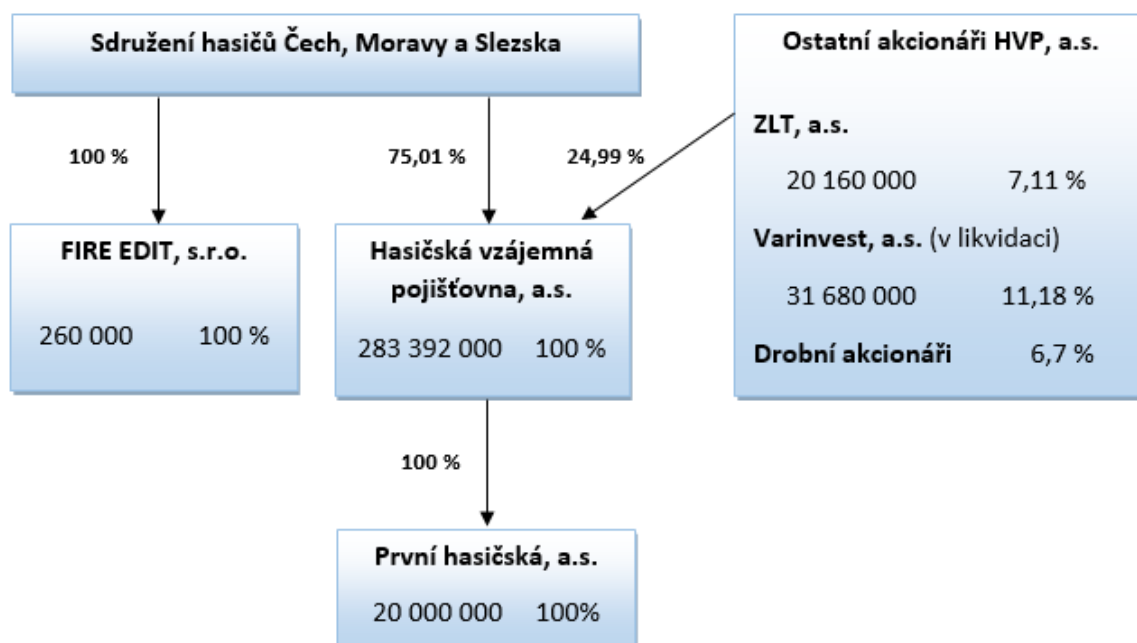 Sdružení hasičů Čech, Moravy a Slezska
Ostatní akcionáři HVP, a.s.
ZLT, a.s.
20 160 000 7,11 %
Varinvest, a.s. (v likvidaci)
31 680 000 11,18 %
Drobní akcionáři 6,7 %
100 %
75,01 %
24,99 %
FIRE EDIT, s.r.o.
260 000 100 %
Hasičská vzájemná
pojišťovna, a.s.
283 392 000 100 %
100 %
První hasičská, a.s.
20 000 000 100%